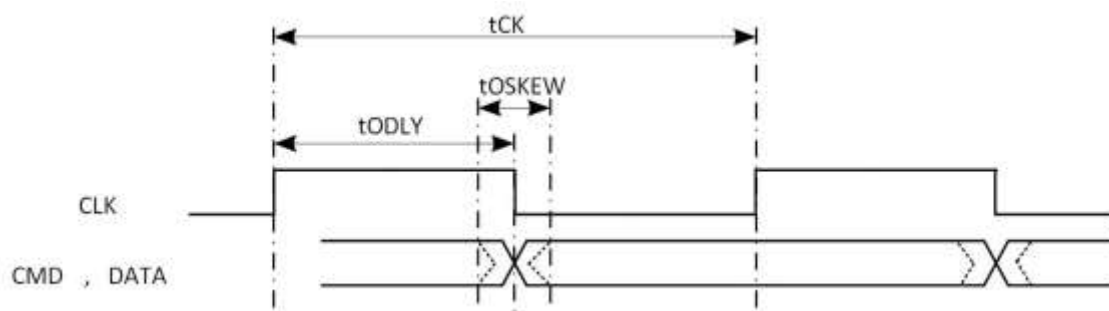 tCK
tOSKEW
tODLY
CLK
CMD , DATA